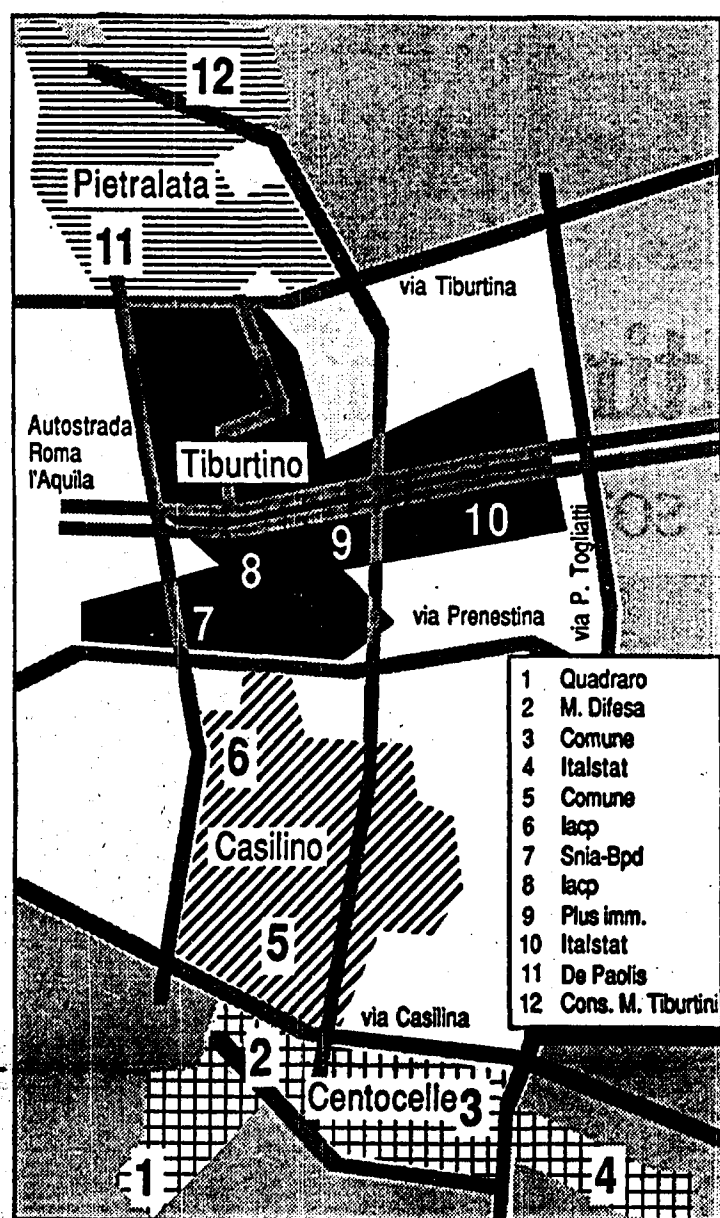 12
Pietralata
11
via Tiburtina
Autostrada
Roma
l'Aquila
Tiburtino
10
9
8
7
via Prenestina
via P. Togliatti
6
Casilino
5
via Casilina
2
Centocelle
3
1
4
1 Quadraro
2 M. Difesa
3 Comune
4 Italstat
5 Comune
6 Iacp
7 Snia-Bpd
8 Iacp
9 Plus imm.
10 Italstat
11 De Paolis
12 Cons. M. Tiburtini